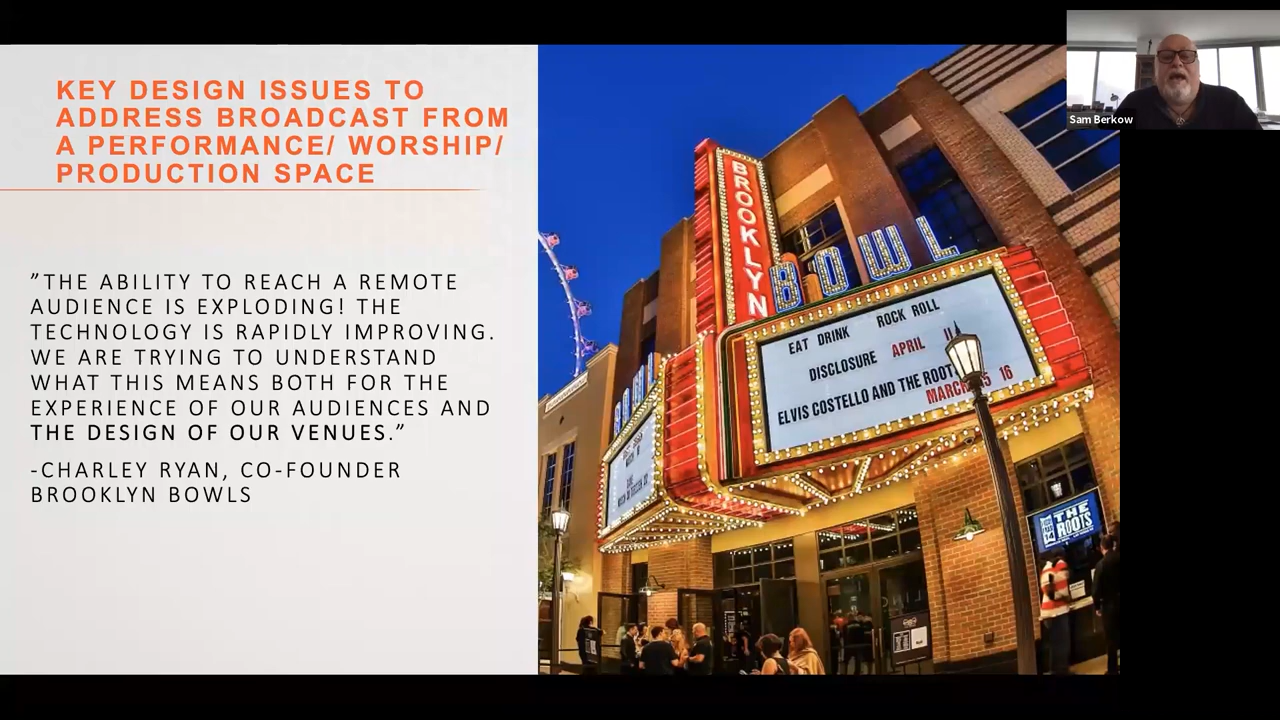 KEY DESIGN ISSUES TO
ADDRESS BROADCAST FROM
A PERFORMANCE/ WORSHIP/
PRODUCTION SPACE
”THE ABILITY TO REACH A REMOTE
AUDIENCE IS EXPLODING! THE
TECHNOLOGY IS RAPIDLY IMPROVING.
WE ARE TRYING TO UNDERSTAND
WHAT THIS MEANS BOTH FOR THE
EXPERIENCE OF OUR AUDIENCES AND
THE DESIGN OF OUR VENUES.”
-CHARLEY RYAN, CO-FOUNDER
BROOKLYN BOWLS
BROOKLYN
BOWL
EAT DRINK ROCK ROLL
DISCLOSURE APRIL
ELVIS COSTELLO AND THE ROOTS
MARCH 16
THE
ROOTS
Sam Berkow